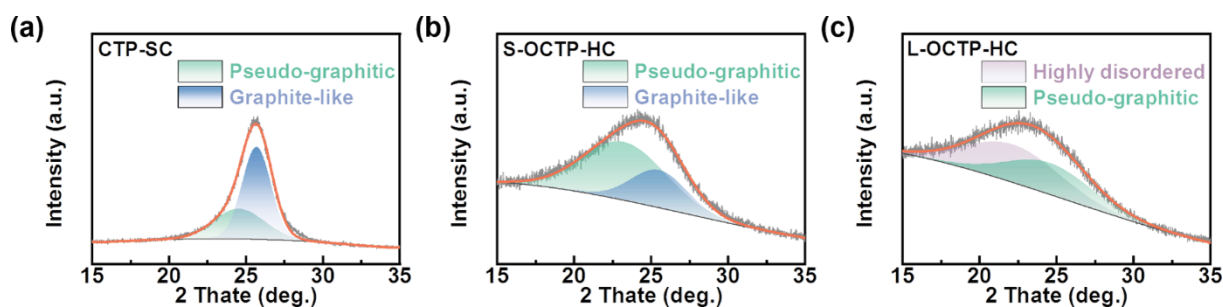 (a)
CTP-SC
Pseudo-graphitic
Graphite-like
Intensity (a.u.)
15 20 25 30 35
2 Thate (deg.)
(b)
S-OCTP-HC
Pseudo-graphitic
Graphite-like
Intensity (a.u.)
15 20 25 30 35
2 Thate (deg.)
(c)
L-OCTP-HC
Highly disordered
Pseudo-graphitic
Intensity (a.u.)
15 20 25 30 35
2 Thate (deg.)